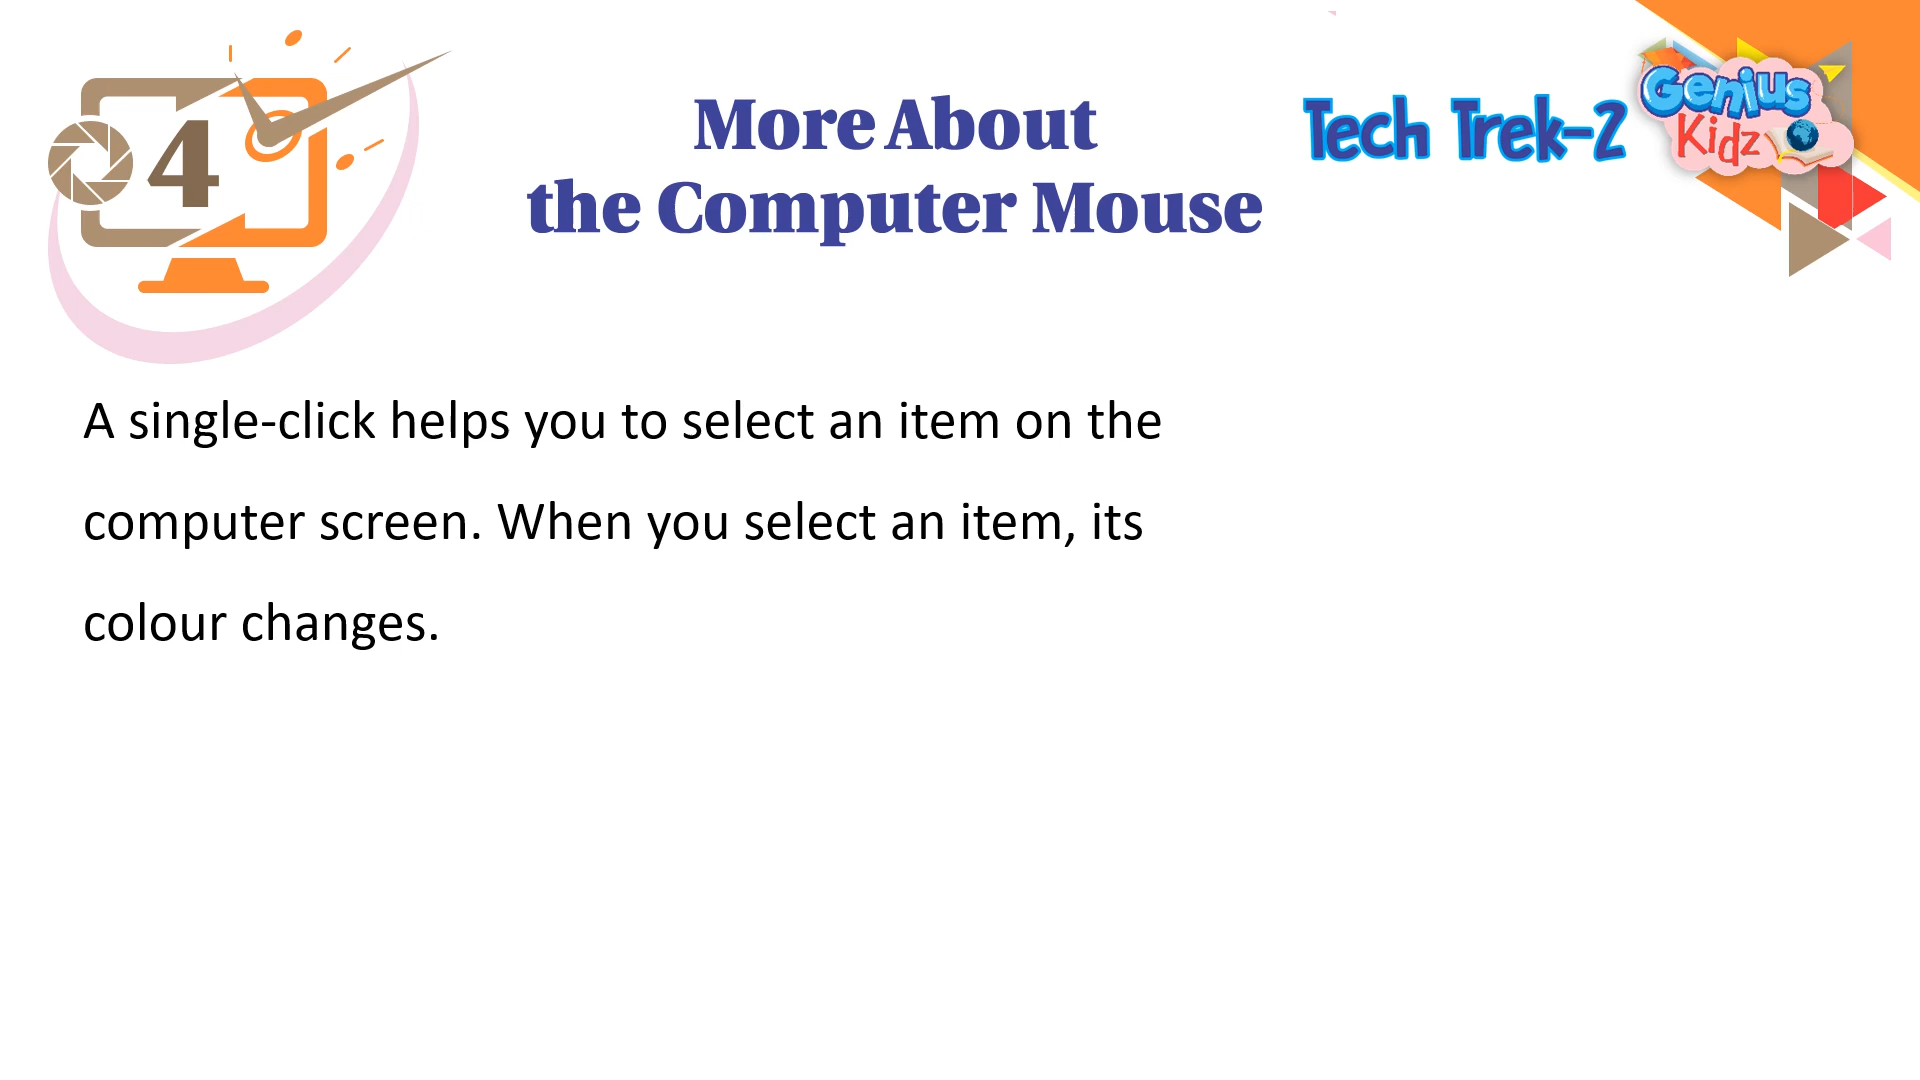 4
More About
the Computer Mouse
Tech Trek-2
Genius
Kidz
A single-click helps you to select an item on the
computer screen. When you select an item, its
colour changes.